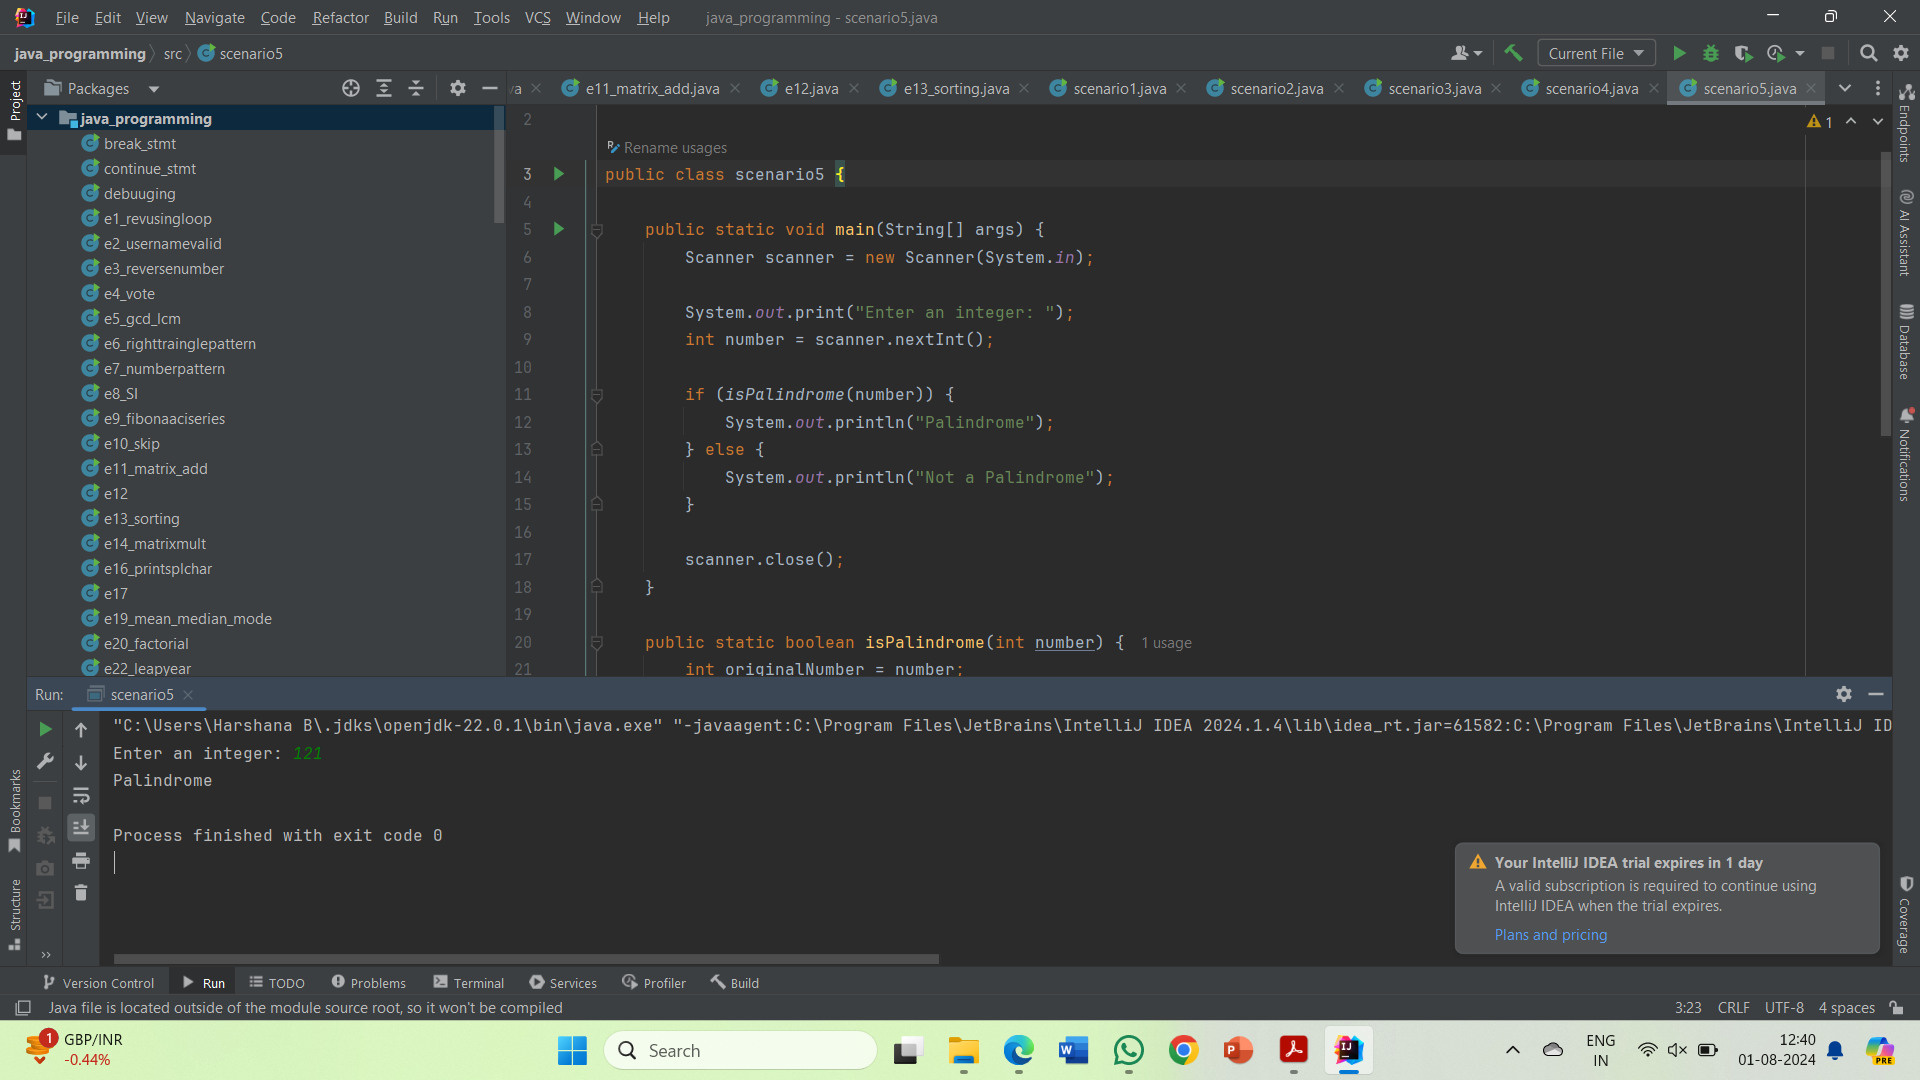 File Edit View Navigate Code Refactor Build Run Tools VCS Window Help java_programming - scenario5.java
java_programming src scenario5
Current File
Project
Packages
va e11_matrix_add.java e12.java e13_sorting.java scenario1.java scenario2.java scenario3.java scenario4.java scenario5.java
java_programming
break_stmt
continue_stmt
debuuging
e1_revusingloop
e2_usernamevalid
e3_reversenumber
e4_vote
e5_gcd_lcm
e6_righttrainglepattern
e7_numberpattern
e8_SI
e9_fibonaaciseries
e10_skip
e11_matrix_add
e12
e13_sorting
e14_matrixmult
e16_printsplchar
e17
e19_mean_median_mode
e20_factorial
e22_leapyear
1
2
Rename usages
3 public class scenario5 {
4
5 public static void main(String[] args) {
6 Scanner scanner = new Scanner(System.in);
7
8 System.out.print("Enter an integer: ");
9 int number = scanner.nextInt();
10
11 if (isPalindrome(number)) {
12 System.out.println("Palindrome");
13 } else {
14 System.out.println("Not a Palindrome");
15 }
16
17 scanner.close();
18 }
19
20 public static boolean isPalindrome(int number) { 1 usage
21 int originalNumber = number;
Endpoints
AI Assistant
Database
Notifications
Coverage
Bookmarks
Structure
Run: scenario5
"C:\Users\Harshana B\.jdks\openjdk-22.0.1\bin\java.exe" "-javaagent:C:\Program Files\JetBrains\IntelliJ IDEA 2024.1.4\lib\idea_rt.jar=61582:C:\Program Files\JetBrains\IntelliJ ID
Enter an integer: 121
Palindrome
Process finished with exit code 0
Your IntelliJ IDEA trial expires in 1 day
A valid subscription is required to continue using
IntelliJ IDEA when the trial expires.
Plans and pricing
Version Control Run TODO Problems Terminal Services Profiler Build
Java file is located outside of the module source root, so it won't be compiled
3:23 CRLF UTF-8 4 spaces
1
GBP/INR
-0.44%
Search
ENG
IN
12:40
01-08-2024
PRE